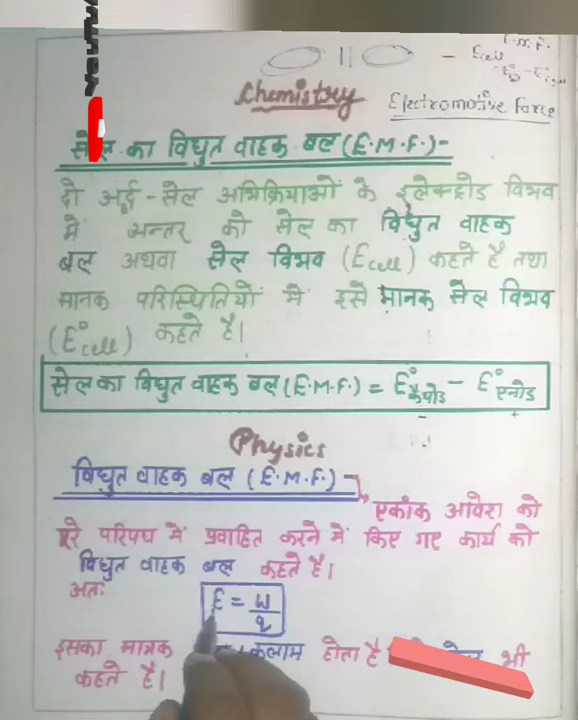 E.M.F.
Ecell
Chemistry
Electromotive Force
सेल का विधुत वाहक बल (E.M.F.)-
दो अर्द्ध-सेल अभिक्रियाओं के इलेक्ट्रोड विभव
में अन्तर को सेल का विधुत वाहक
बल अथवा सेल विभव (Ecell) कहते है तथा
मानक परिस्थितियों में इसे मानक सेल विभव
(E°cell) कहते है।
सेल का विधुत वाहक बल (E.M.F.) = E°कैथोड - E°एनोड
Physics
विधुत वाहक बल (E.M.F.)
एकांक आवेश को
पूरे परिपथ में प्रवाहित करने में किए गए कार्य को
विधुत वाहक बल कहते है।
अतः
E = W/q
इसका मात्रक कूलाम होता है भी
कहते है।